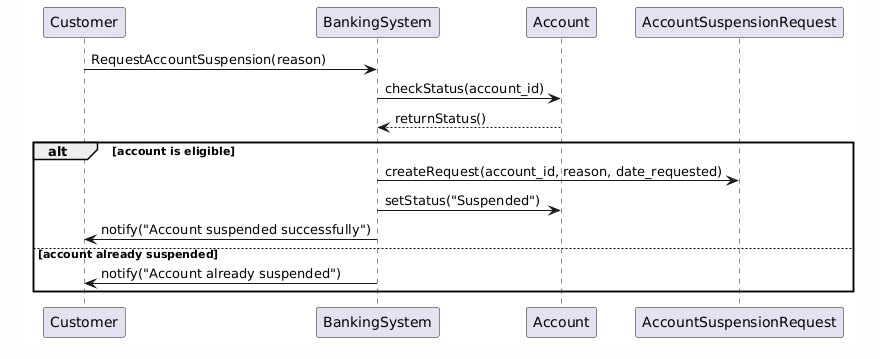 Customer BankingSystem Account AccountSuspensionRequest
RequestAccountSuspension(reason)
checkStatus(account_id)
returnStatus()
alt [account is eligible]
createRequest(account_id, reason, date_requested)
setStatus("Suspended")
notify("Account suspended successfully")
[account already suspended]
notify("Account already suspended")
Customer BankingSystem Account AccountSuspensionRequest